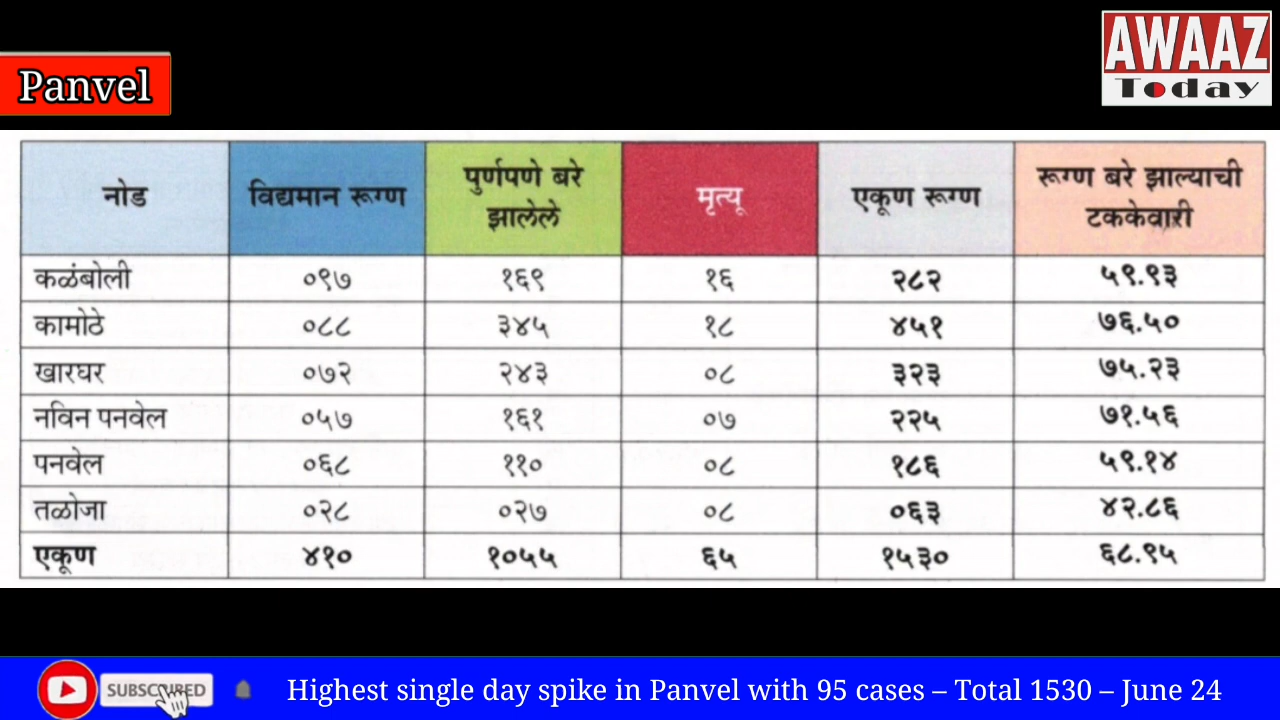 AWAAZ
Today
Panvel
नोड विद्यमान रूग्ण पुर्णपणे बरे झालेले मृत्यू एकूण रूग्ण रूग्ण बरे झाल्याची टक्केवारी
कळंबोली ०९७ १६९ १६ २८२ ५९.९३
कामोठे ०८८ ३४५ १८ ४५१ ७६.५०
खारघर ०७२ २४३ ०८ ३२३ ७५.२३
नविन पनवेल ०५७ १६१ ०७ २२५ ७१.५६
पनवेल ०६८ ११० ०८ १८६ ५९.१४
तळोजा ०२८ ०२७ ०८ ०६३ ४२.८६
एकूण ४१० १०५५ ६५ १५३० ६८.९५
SUBSCRIBED
Highest single day spike in Panvel with 95 cases – Total 1530 – June 24